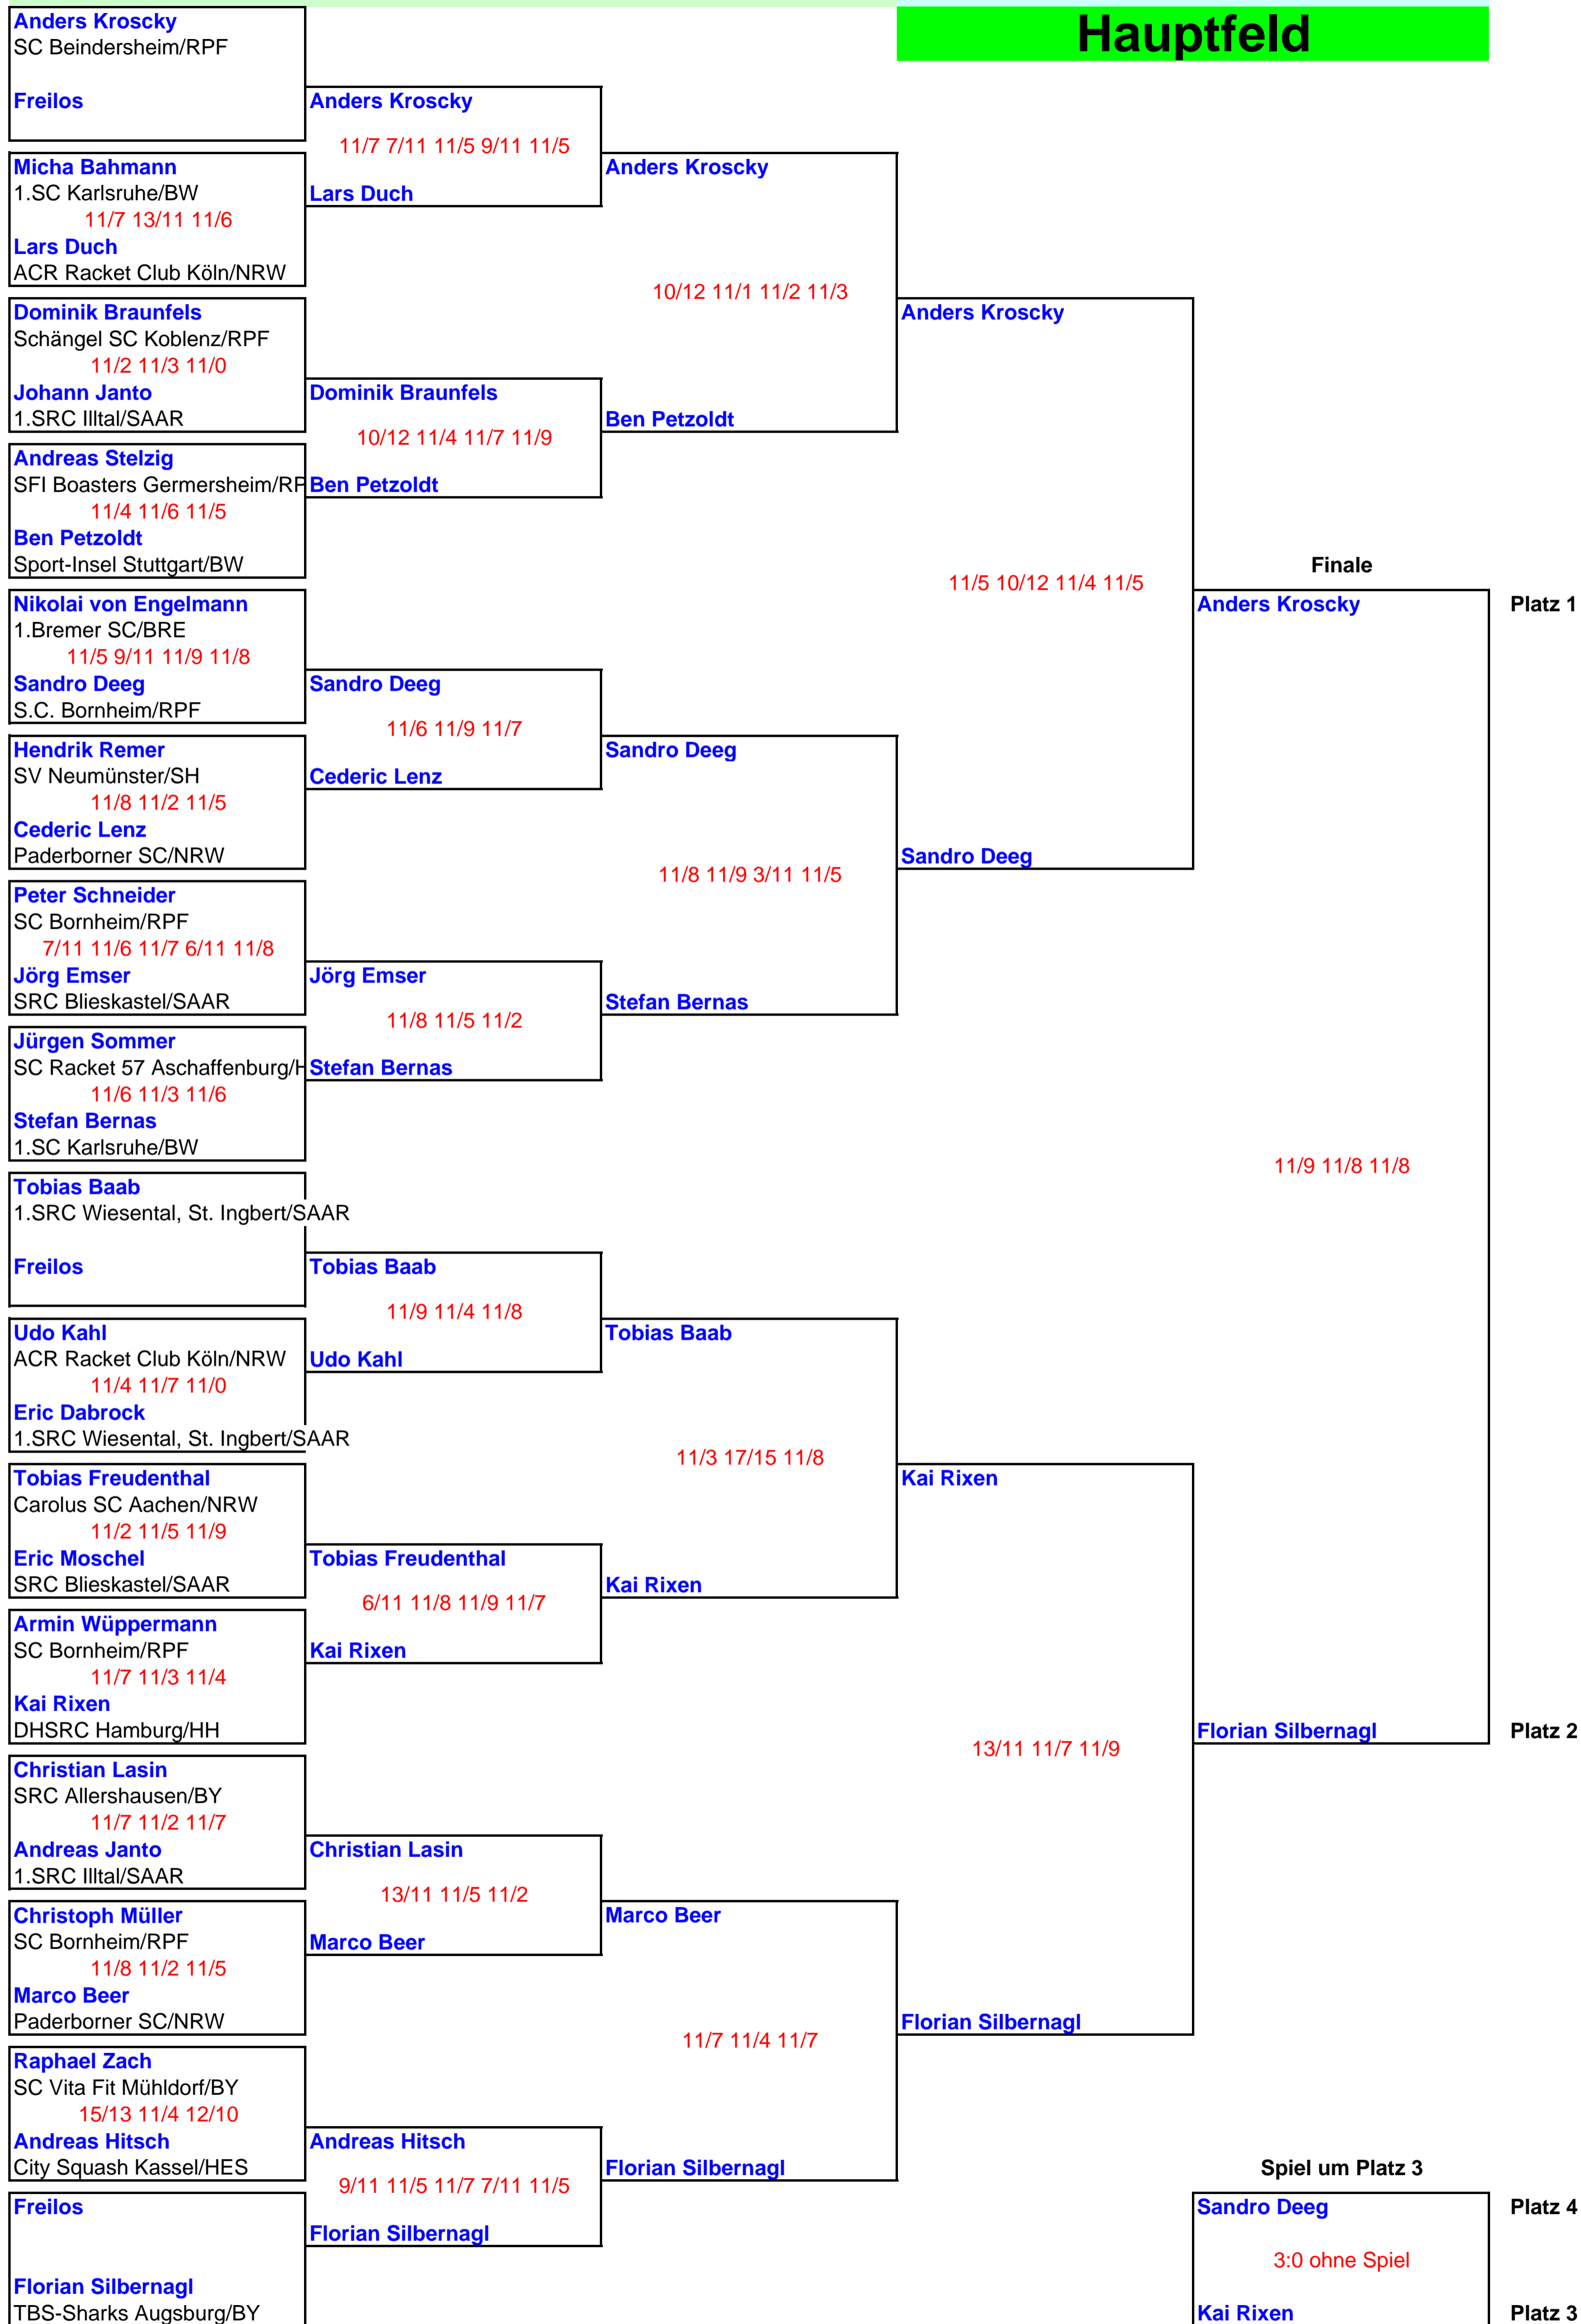 Hauptfeld
Anders Kroscky
SC Beindersheim/RPF
Freilos
Micha Bahmann
1.SC Karlsruhe/BW
11/7 13/11 11/6
Lars Duch
ACR Racket Club Köln/NRW
Dominik Braunfels
Schängel SC Koblenz/RPF
11/2 11/3 11/0
Johann Janto
1.SRC Illtal/SAAR
Andreas Stelzig
SFI Boasters Germersheim/RP
11/4 11/6 11/5
Ben Petzoldt
Sport-Insel Stuttgart/BW
Nikolai von Engelmann
1.Bremer SC/BRE
11/5 9/11 11/9 11/8
Sandro Deeg
S.C. Bornheim/RPF
Hendrik Remer
SV Neumünster/SH
11/8 11/2 11/5
Cederic Lenz
Paderborner SC/NRW
Peter Schneider
SC Bornheim/RPF
7/11 11/6 11/7 6/11 11/8
Jörg Emser
SRC Blieskastel/SAAR
Jürgen Sommer
SC Racket 57 Aschaffenburg/H
11/6 11/3 11/6
Stefan Bernas
1.SC Karlsruhe/BW
Tobias Baab
1.SRC Wiesental, St. Ingbert/SAAR
Freilos
Udo Kahl
ACR Racket Club Köln/NRW
11/4 11/7 11/0
Eric Dabrock
1.SRC Wiesental, St. Ingbert/SAAR
Tobias Freudenthal
Carolus SC Aachen/NRW
11/2 11/5 11/9
Eric Moschel
SRC Blieskastel/SAAR
Armin Wüppermann
SC Bornheim/RPF
11/7 11/3 11/4
Kai Rixen
DHSRC Hamburg/HH
Christian Lasin
SRC Allershausen/BY
11/7 11/2 11/7
Andreas Janto
1.SRC Illtal/SAAR
Christoph Müller
SC Bornheim/RPF
11/8 11/2 11/5
Marco Beer
Paderborner SC/NRW
Raphael Zach
SC Vita Fit Mühldorf/BY
15/13 11/4 12/10
Andreas Hitsch
City Squash Kassel/HES
Freilos
Florian Silbernagl
TBS-Sharks Augsburg/BY
Anders Kroscky
11/7 7/11 11/5 9/11 11/5
Lars Duch
Dominik Braunfels
10/12 11/4 11/7 11/9
Ben Petzoldt
Sandro Deeg
11/6 11/9 11/7
Cederic Lenz
Jörg Emser
11/8 11/5 11/2
Stefan Bernas
Tobias Baab
11/9 11/4 11/8
Udo Kahl
Tobias Freudenthal
6/11 11/8 11/9 11/7
Kai Rixen
Christian Lasin
13/11 11/5 11/2
Marco Beer
Andreas Hitsch
9/11 11/5 11/7 7/11 11/5
Florian Silbernagl
Anders Kroscky
10/12 11/1 11/2 11/3
Ben Petzoldt
Sandro Deeg
11/8 11/9 3/11 11/5
Stefan Bernas
Tobias Baab
11/3 17/15 11/8
Kai Rixen
Marco Beer
11/7 11/4 11/7
Florian Silbernagl
Anders Kroscky
11/5 10/12 11/4 11/5
Sandro Deeg
Kai Rixen
13/11 11/7 11/9
Florian Silbernagl
Finale
Anders Kroscky Platz 1
11/9 11/8 11/8
Florian Silbernagl Platz 2
Spiel um Platz 3
Sandro Deeg Platz 4
3:0 ohne Spiel
Kai Rixen Platz 3